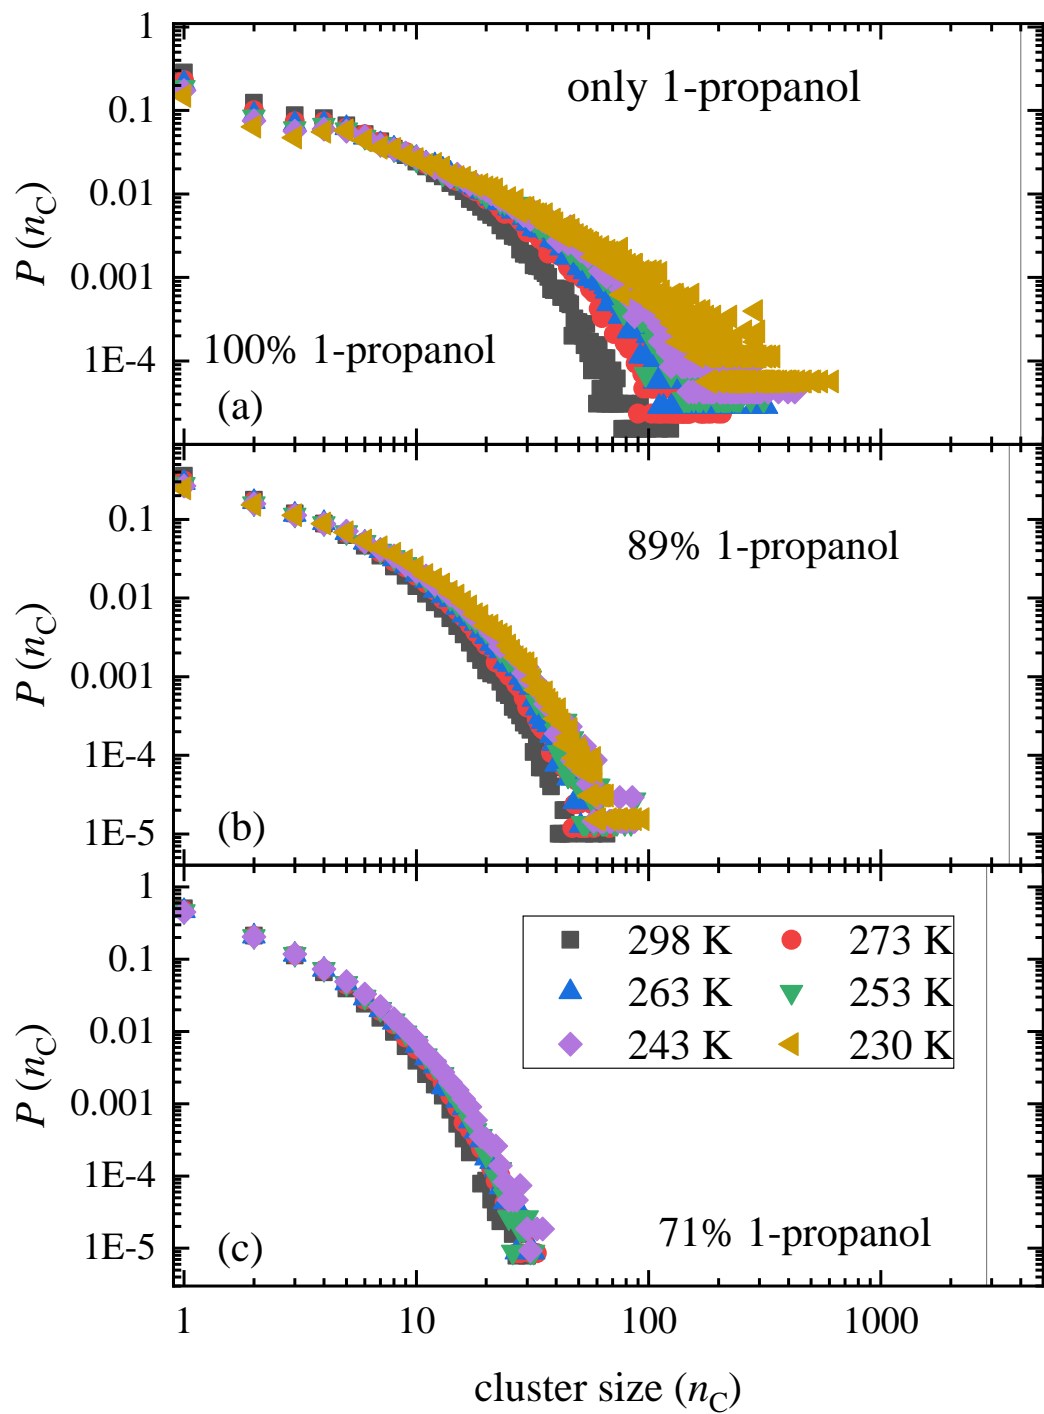 1
only 1-propanol
0.1
0.01
P (nC)
0.001
100% 1-propanol
1E-4
(a)
0.1
89% 1-propanol
0.01
P (nC)
0.001
1E-4
(b)
1E-5
1
298 K 273 K
0.1
263 K 253 K
0.01
243 K 230 K
P (nC)
0.001
1E-4
71% 1-propanol
1E-5
(c)
1 10 100 1000
cluster size (nC)